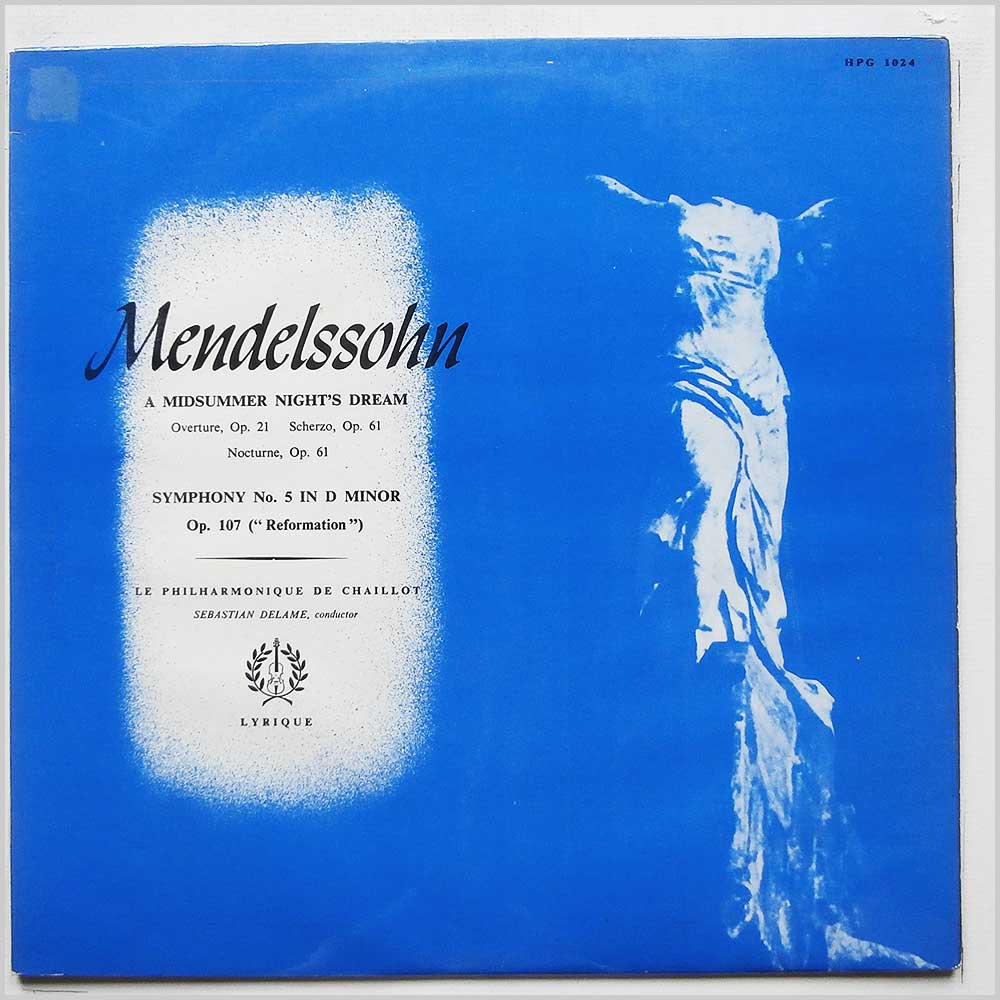 HPG 1024
Mendelssohn
A MIDSUMMER NIGHT'S DREAM
Overture, Op. 21 Scherzo, Op. 61
Nocturne, Op. 61
SYMPHONY No. 5 IN D MINOR
Op. 107 (“Reformation”)
LE PHILHARMONIQUE DE CHAILLOT
SEBASTIAN DELAME, conductor
LYRIQUE